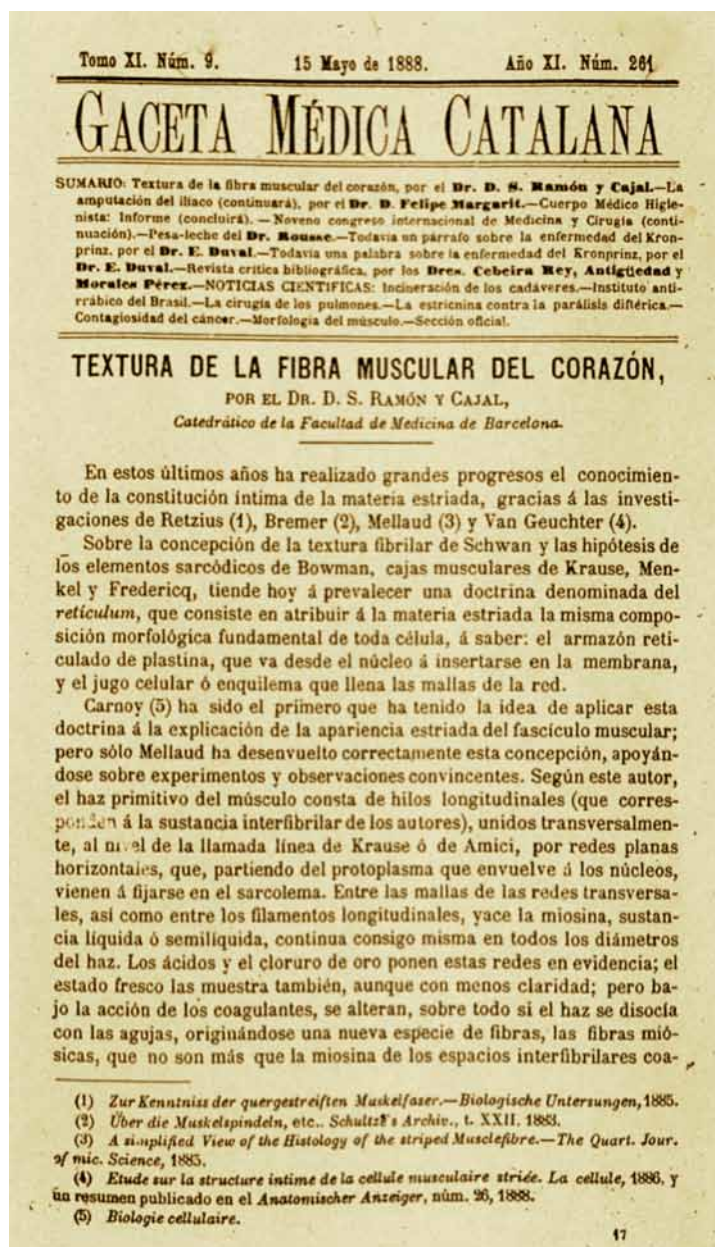 Tomo XI. Núm. 9. 15 Mayo de 1888. Año XI. Núm. 261
GACETA MÉDICA CATALANA
SUMARIO: Textura de la fibra muscular del corazón, por el Dr. D. S. Ramón y Cajal.—La
amputación del iliaco (continuará), por el Dr. D. Felipe Margarit.—Cuerpo Médico Higie-
nista: Informe (concluirá).—Noveno congreso internacional de Medicina y Cirugía (conti-
nuación).—Pesa-leche del Dr. Rousse.—Todavía un párrafo sobre la enfermedad del Kron-
prinz, por el Dr. E. Duval.—Todavia una palabra sobre la enfermedad del Kronprinz, por el
Dr. E. Duval.—Revista crítica bibliográfica, por los Dres. Cebeira Rey, Antigüedad y
Morales Pérez.—NOTICIAS CIENTÍFICAS: Incineración de los cadáveres.—Instituto anti-
rrábico del Brasil.—La cirugía de los pulmones.—La estricnina contra la parálisis diftérica.—
Contagiosidad del cáncer.—Morfología del músculo.—Sección oficial.
TEXTURA DE LA FIBRA MUSCULAR DEL CORAZÓN,
POR EL DR. D. S. RAMÓN Y CAJAL,
Catedrático de la Facultad de Medicina de Barcelona.
En estos últimos años ha realizado grandes progresos el conocimien-
to de la constitución íntima de la materia estriada, gracias á las investi-
gaciones de Retzius (1), Bremer (2), Mellaud (3) y Van Geuchter (4).
Sobre la concepción de la textura fibrilar de Schwan y las hipótesis de
los elementos sarcódicos de Bowman, cajas musculares de Krause, Men-
kel y Fredericq, tiende hoy á prevalecer una doctrina denominada del
retículum, que consiste en atribuir á la materia estriada la misma compo-
sición morfológica fundamental de toda célula, á saber: el armazón reti-
culado de plastina, que va desde el núcleo á insertarse en la membrana,
y el jugo celular ó enquilema que llena las mallas de la red.
Carnoy (5) ha sido el primero que ha tenido la idea de aplicar esta
doctrina á la explicación de la apariencia estriada del fascículo muscular;
pero sólo Mellaud ha desenvuelto correctamente esta concepción, apoyán-
dose sobre experimentos y observaciones convincentes. Según este autor,
el haz primitivo del músculo consta de hilos longitudinales (que corres-
ponden á la sustancia interfibrilar de los autores), unidos transversalmen-
te, al nivel de la llamada línea de Krause ó de Amici, por redes planas
horizontales, que, partiendo del protoplasma que envuelve á los núcleos,
vienen á fijarse en el sarcolema. Entre las mallas de las redes transversa-
les, así como entre los filamentos longitudinales, yace la miosina, sustan-
cia líquida ó semilíquida, continua consigo misma en todos los diámetros
del haz. Los ácidos y el cloruro de oro ponen estas redes en evidencia; el
estado fresco las muestra también, aunque con menos claridad; pero ba-
jo la acción de los coagulantes, se alteran, sobre todo si el haz se disocia
con las agujas, originándose una nueva especie de fibras, las fibras mió-
sicas, que no son más que la miosina de los espacios interfibrilares coa-
(1) Zur Kenntniss der quergestreiften Muskelfaser.—Biologische Untersungen, 1885.
(2) Über die Muskelspindeln, etc.. Schultz's Archiv., t. XXII. 1883.
(3) A simplified View of the Histology of the striped Musclefibre.—The Quart. Jour.
of mic. Science, 1885.
(4) Etude sur la structure intime de la cellule musculaire striée. La cellule, 1886, y
un resumen publicado en el Anatomischer Anzeiger, núm. 26, 1888.
(5) Biologie cellulaire.
17